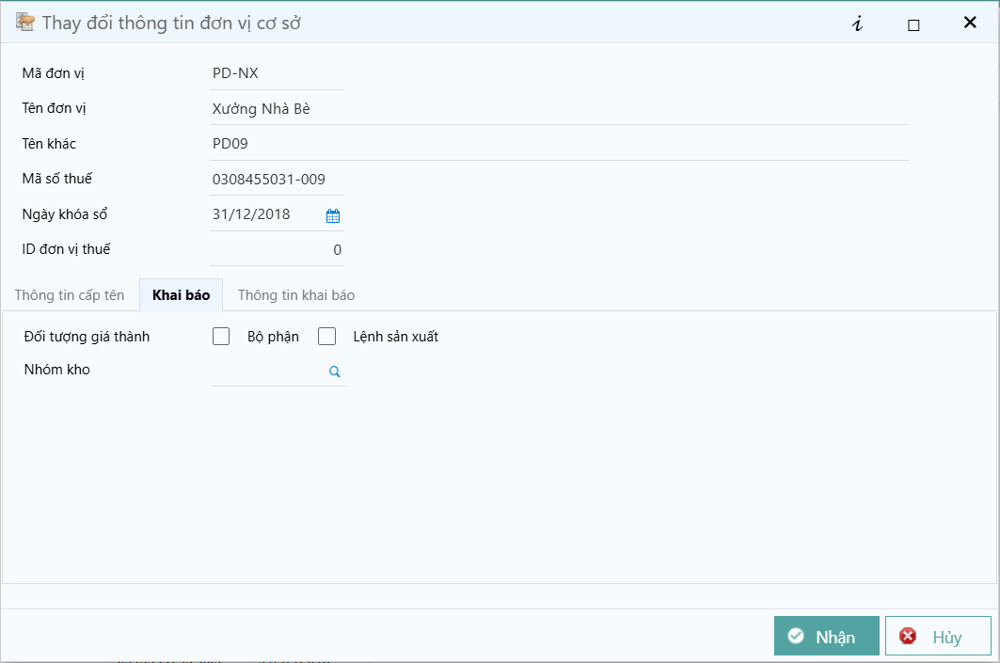 Thay đổi thông tin đơn vị cơ sở
Mã đơn vị PD-NX
Tên đơn vị Xưởng Nhà Bè
Tên khác PD09
Mã số thuế 0308455031-009
Ngày khóa sổ 31/12/2018
ID đơn vị thuế 0
Thông tin cấp tên Khai báo Thông tin khai báo
Đối tượng giá thành Bộ phận Lệnh sản xuất
Nhóm kho
Nhận Hủy